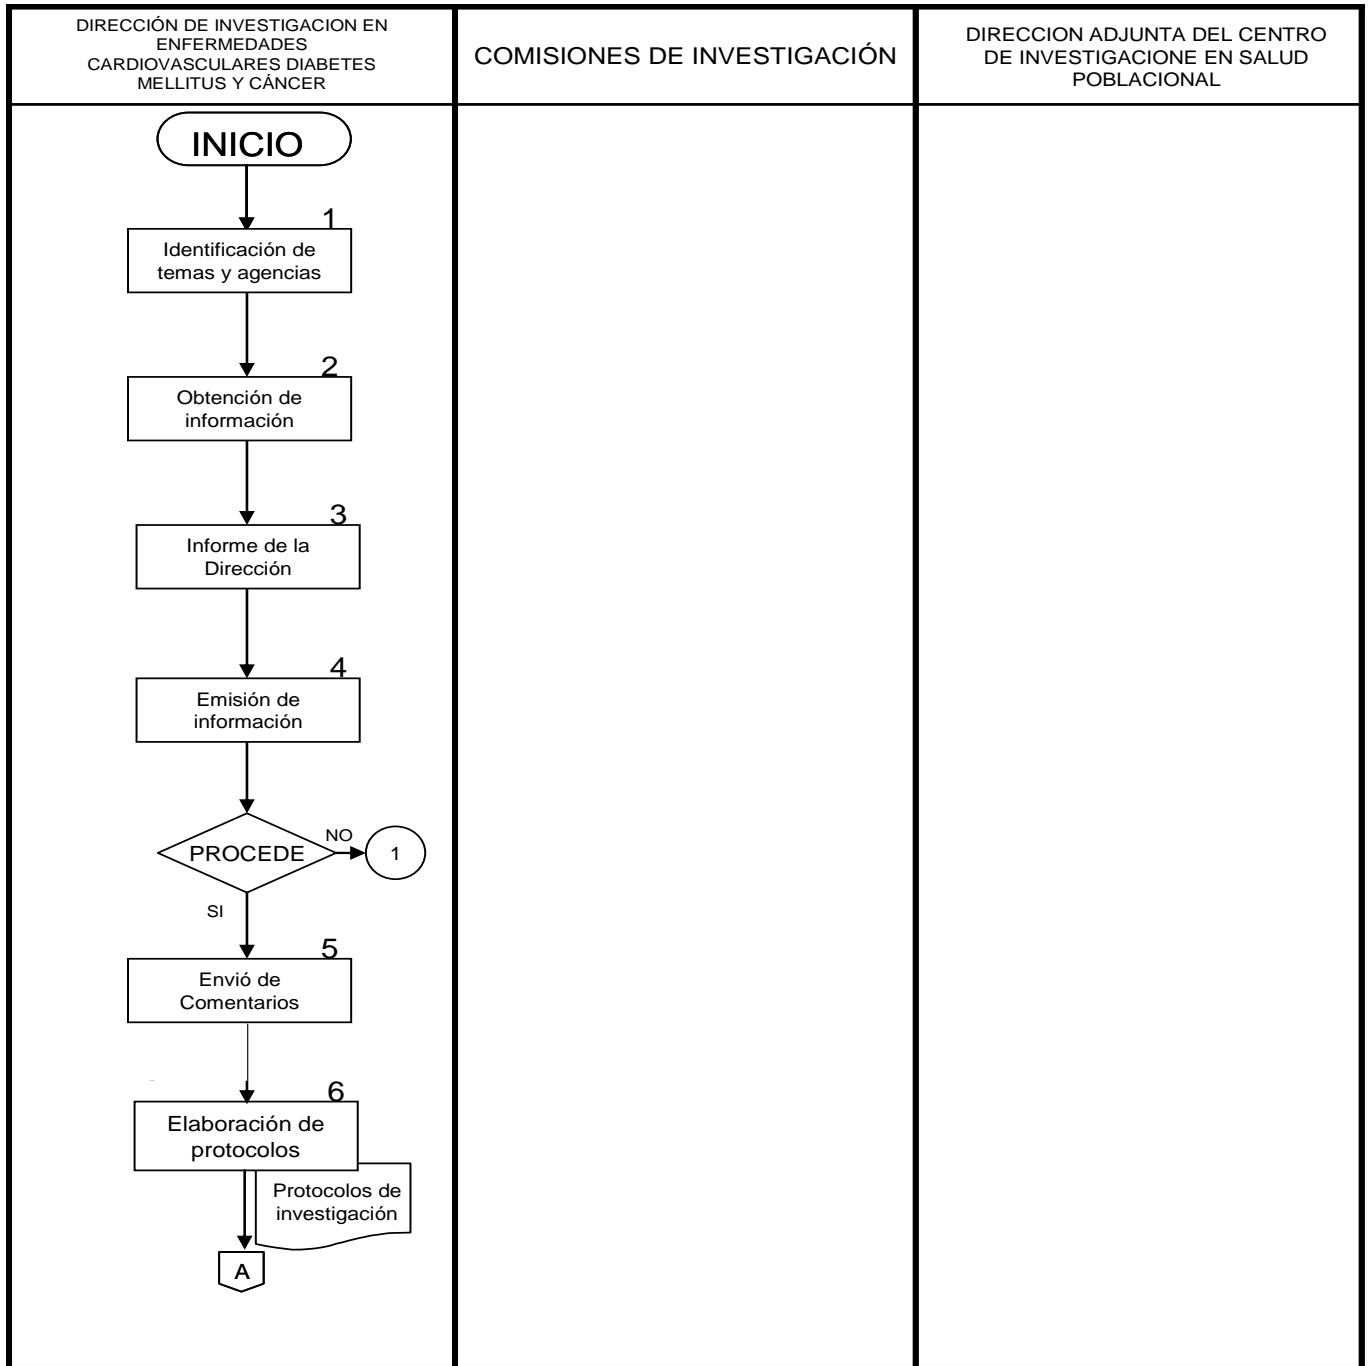 DIRECCIÓN DE INVESTIGACION EN
ENFERMEDADES
CARDIOVASCULARES DIABETES
MELLITUS Y CÁNCER
COMISIONES DE INVESTIGACIÓN
DIRECCION ADJUNTA DEL CENTRO
DE INVESTIGACIONE EN SALUD
POBLACIONAL
INICIO
1
Identificación de
temas y agencias
2
Obtención de
información
3
Informe de la
Dirección
4
Emisión de
información
PROCEDE
NO
1
SI
5
Envió de
Comentarios
6
Elaboración de
protocolos
Protocolos de
investigación
A